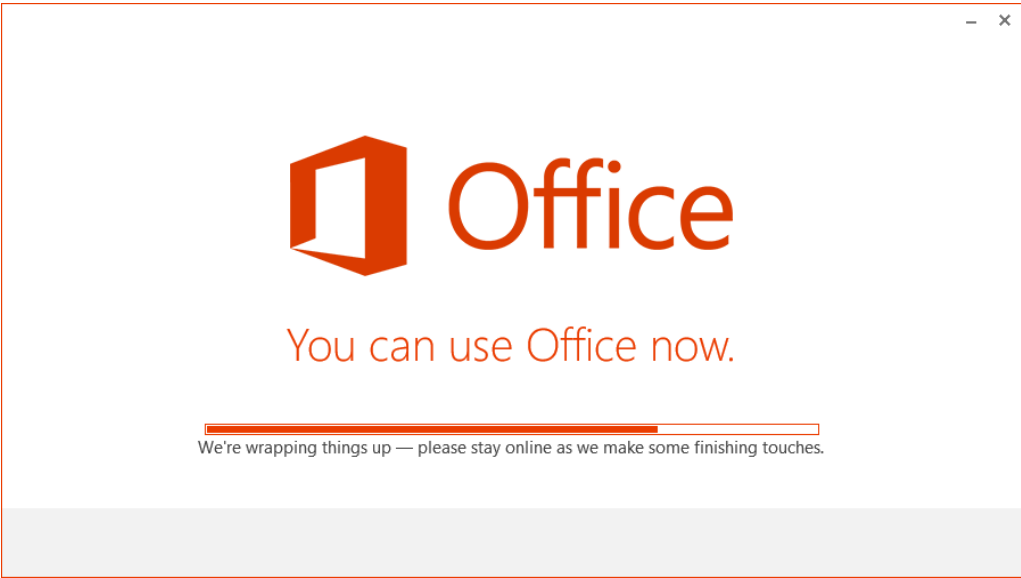 Office
You can use Office now.
We're wrapping things up — please stay online as we make some finishing touches.